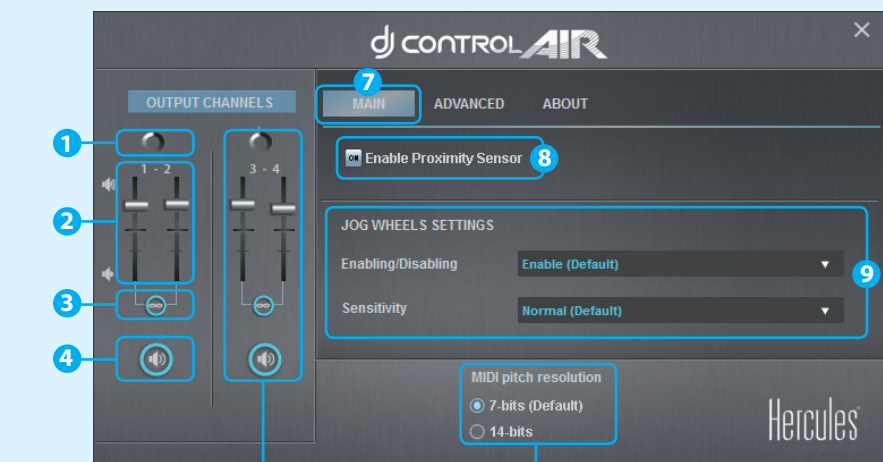 dj CONTROL AIR
×
OUTPUT CHANNELS
7
MAIN ADVANCED ABOUT
1
ON Enable Proximity Sensor 8
1 - 2 3 - 4
2
JOG WHEELS SETTINGS
Enabling/Disabling Enable (Default)
9
3
Sensitivity Normal (Default)
4
MIDI pitch resolution
7-bits (Default)
14-bits
Hercules